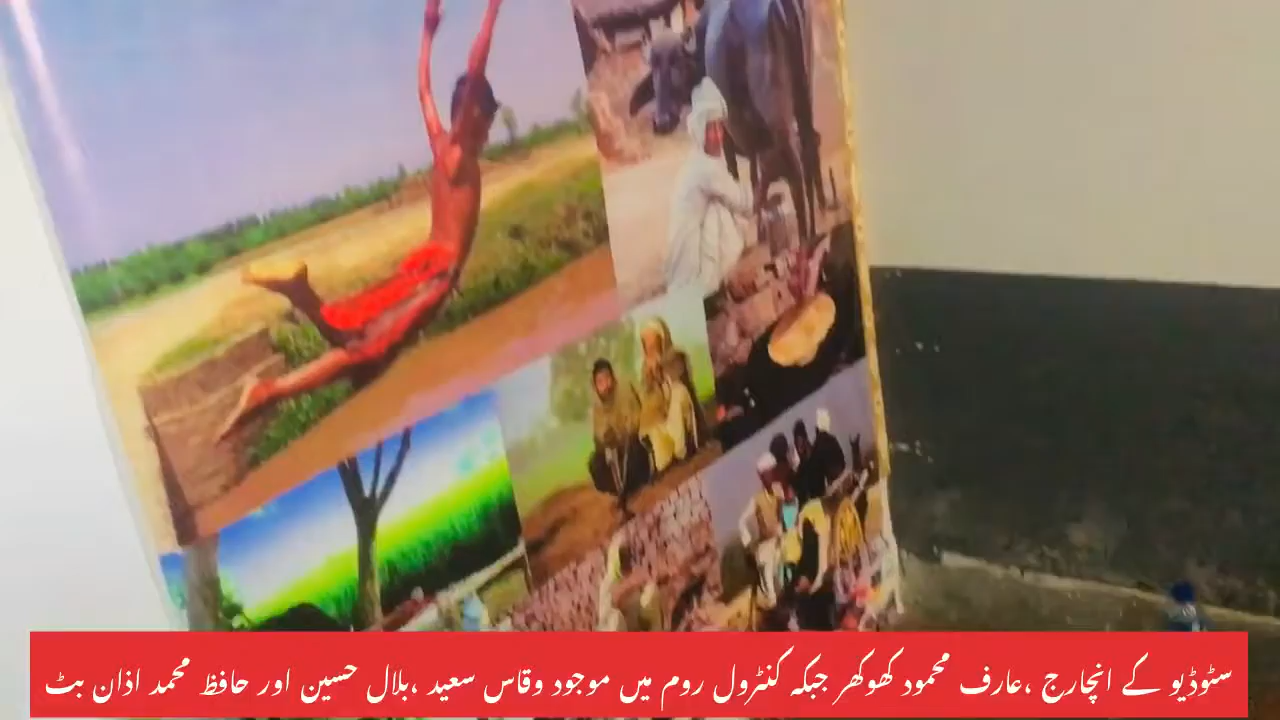 سٹوڈیو کے انچارج ،عارف محمود کھوکھر جبکہ کنٹرول روم میں موجود وقاس سعید ،بلال حسین اور حافظ محمد اذان بٹ